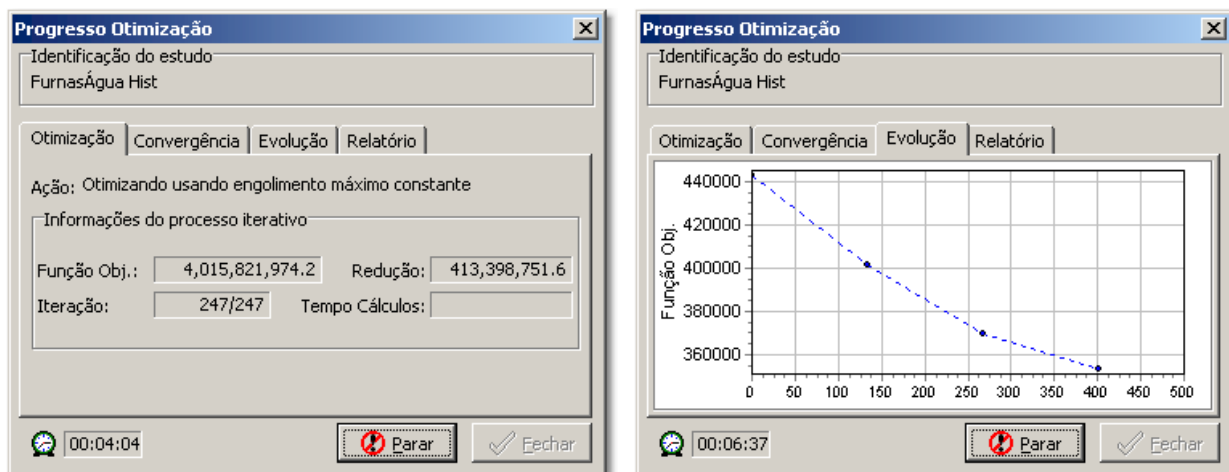 Progresso Otimização
Identificação do estudo
FurnasÁgua Hist
Otimização Convergência Evolução Relatório
Ação: Otimizando usando engolimento máximo constante
Informações do processo iterativo
Função Obj.: 4,015,821,974.2 Redução: 413,398,751.6
Iteração: 247/247 Tempo Cálculos:
00:04:04 Parar Fechar
Progresso Otimização
Identificação do estudo
FurnasÁgua Hist
Otimização Convergência Evolução Relatório
Função Obj.
440000
420000
400000
380000
360000
0 50 100 150 200 250 300 350 400 450 500
00:06:37 Parar Fechar